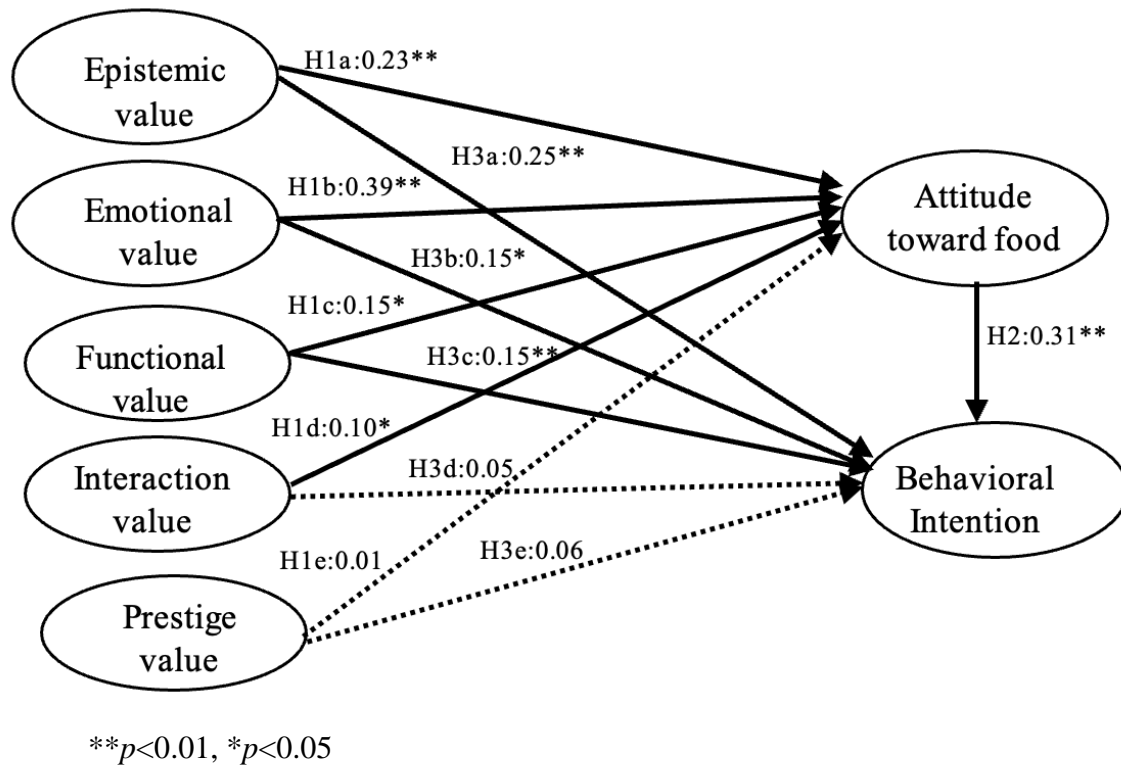 Epistemic
value
H1a:0.23**
H3a:0.25**
Emotional
value
H1b:0.39**
H3b:0.15*
Attitude
toward food
Functional
value
H1c:0.15*
H3c:0.15**
H2:0.31**
Interaction
value
H1d:0.10*
H3d:0.05
Behavioral
Intention
Prestige
value
H1e:0.01
H3e:0.06
**p<0.01, *p<0.05